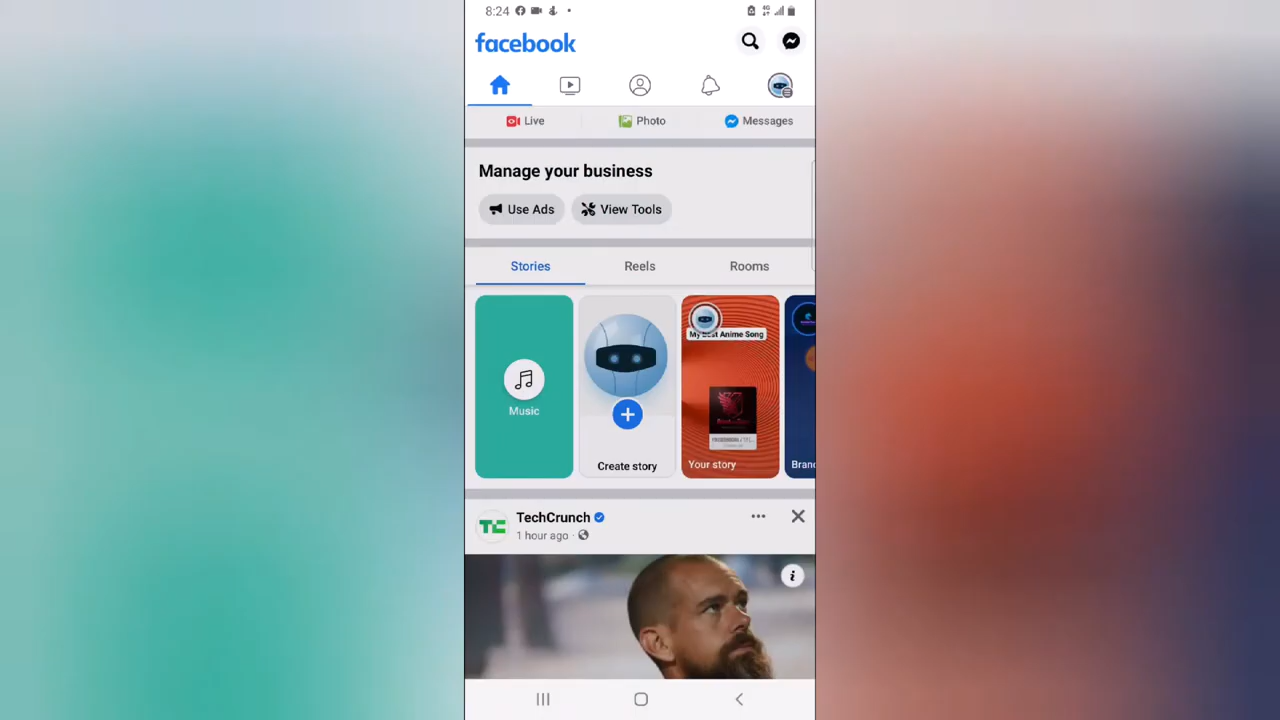 8:24
4G
facebook
Live
Photo
Messages
Manage your business
Use Ads
View Tools
Stories
Reels
Rooms
My Best Anime Song
Music
Create story
Your story
Bran
TechCrunch
1 hour ago ·